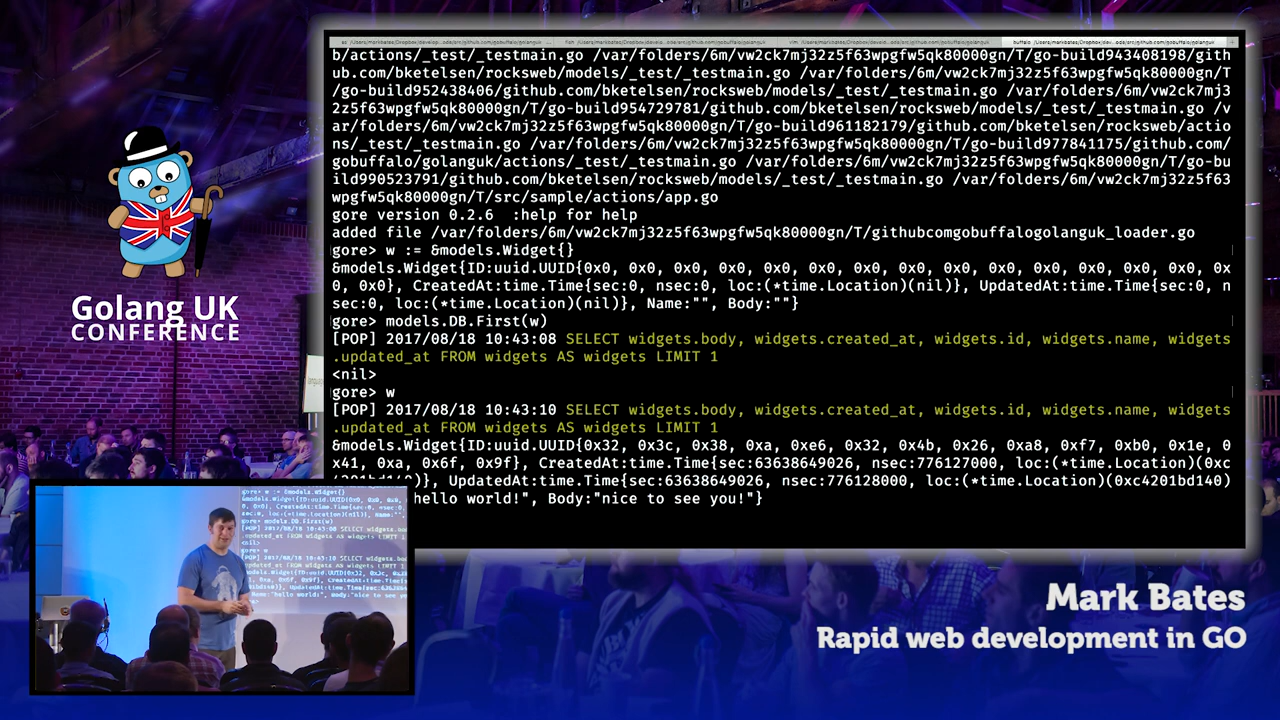 b/actions/_test/_testmain.go /var/folders/6m/vw2ck7mj32z5f63wpgfw5qk80000gn/T/go-build943408198/gith
ub.com/bketelsen/rocksweb/models/_test/_testmain.go /var/folders/6m/vw2ck7mj32z5f63wpgfw5qk80000gn/T
/go-build952438406/github.com/bketelsen/rocksweb/models/_test/_testmain.go /var/folders/6m/vw2ck7mj3
2z5f63wpgfw5qk80000gn/T/go-build954729781/github.com/bketelsen/rocksweb/models/_test/_testmain.go /v
ar/folders/6m/vw2ck7mj32z5f63wpgfw5qk80000gn/T/go-build961182179/github.com/bketelsen/rocksweb/actio
ns/_test/_testmain.go /var/folders/6m/vw2ck7mj32z5f63wpgfw5qk80000gn/T/go-build977841175/github.com/
gobuffalo/golanguk/actions/_test/_testmain.go /var/folders/6m/vw2ck7mj32z5f63wpgfw5qk80000gn/T/go-bu
ild990523791/github.com/bketelsen/rocksweb/models/_test/_testmain.go /var/folders/6m/vw2ck7mj32z5f63
wpgfw5qk80000gn/T/src/sample/actions/app.go
gore version 0.2.6  :help for help
added file /var/folders/6m/vw2ck7mj32z5f63wpgfw5qk80000gn/T/githubcomgobuffalogolanguk_loader.go
gore> w := &models.Widget{}
&models.Widget{ID:uuid.UUID{0x0, 0x0, 0x0, 0x0, 0x0, 0x0, 0x0, 0x0, 0x0, 0x0, 0x0, 0x0, 0x0, 0x0, 0x
0, 0x0}, CreatedAt:time.Time{sec:0, nsec:0, loc:(*time.Location)(nil)}, UpdatedAt:time.Time{sec:0, n
sec:0, loc:(*time.Location)(nil)}, Name:"", Body:""}
gore> models.DB.First(w)
[POP] 2017/08/18 10:43:08 SELECT widgets.body, widgets.created_at, widgets.id, widgets.name, widgets
.updated_at FROM widgets AS widgets LIMIT 1
<nil>
gore> w
[POP] 2017/08/18 10:43:10 SELECT widgets.body, widgets.created_at, widgets.id, widgets.name, widgets
.updated_at FROM widgets AS widgets LIMIT 1
&models.Widget{ID:uuid.UUID{0x32, 0x3c, 0x38, 0xa, 0xe6, 0x32, 0x4b, 0x26, 0xa8, 0xf7, 0xb0, 0x1e, 0
x41, 0xa, 0x6f, 0x9f}, CreatedAt:time.Time{sec:63638649026, nsec:776127000, loc:(*time.Location)(0xc
4201bd140)}, UpdatedAt:time.Time{sec:63638649026, nsec:776128000, loc:(*time.Location)(0xc4201bd140)
hello world!", Body:"nice to see you!"}
Golang UK
CONFERENCE
Mark Bates
Rapid web development in GO